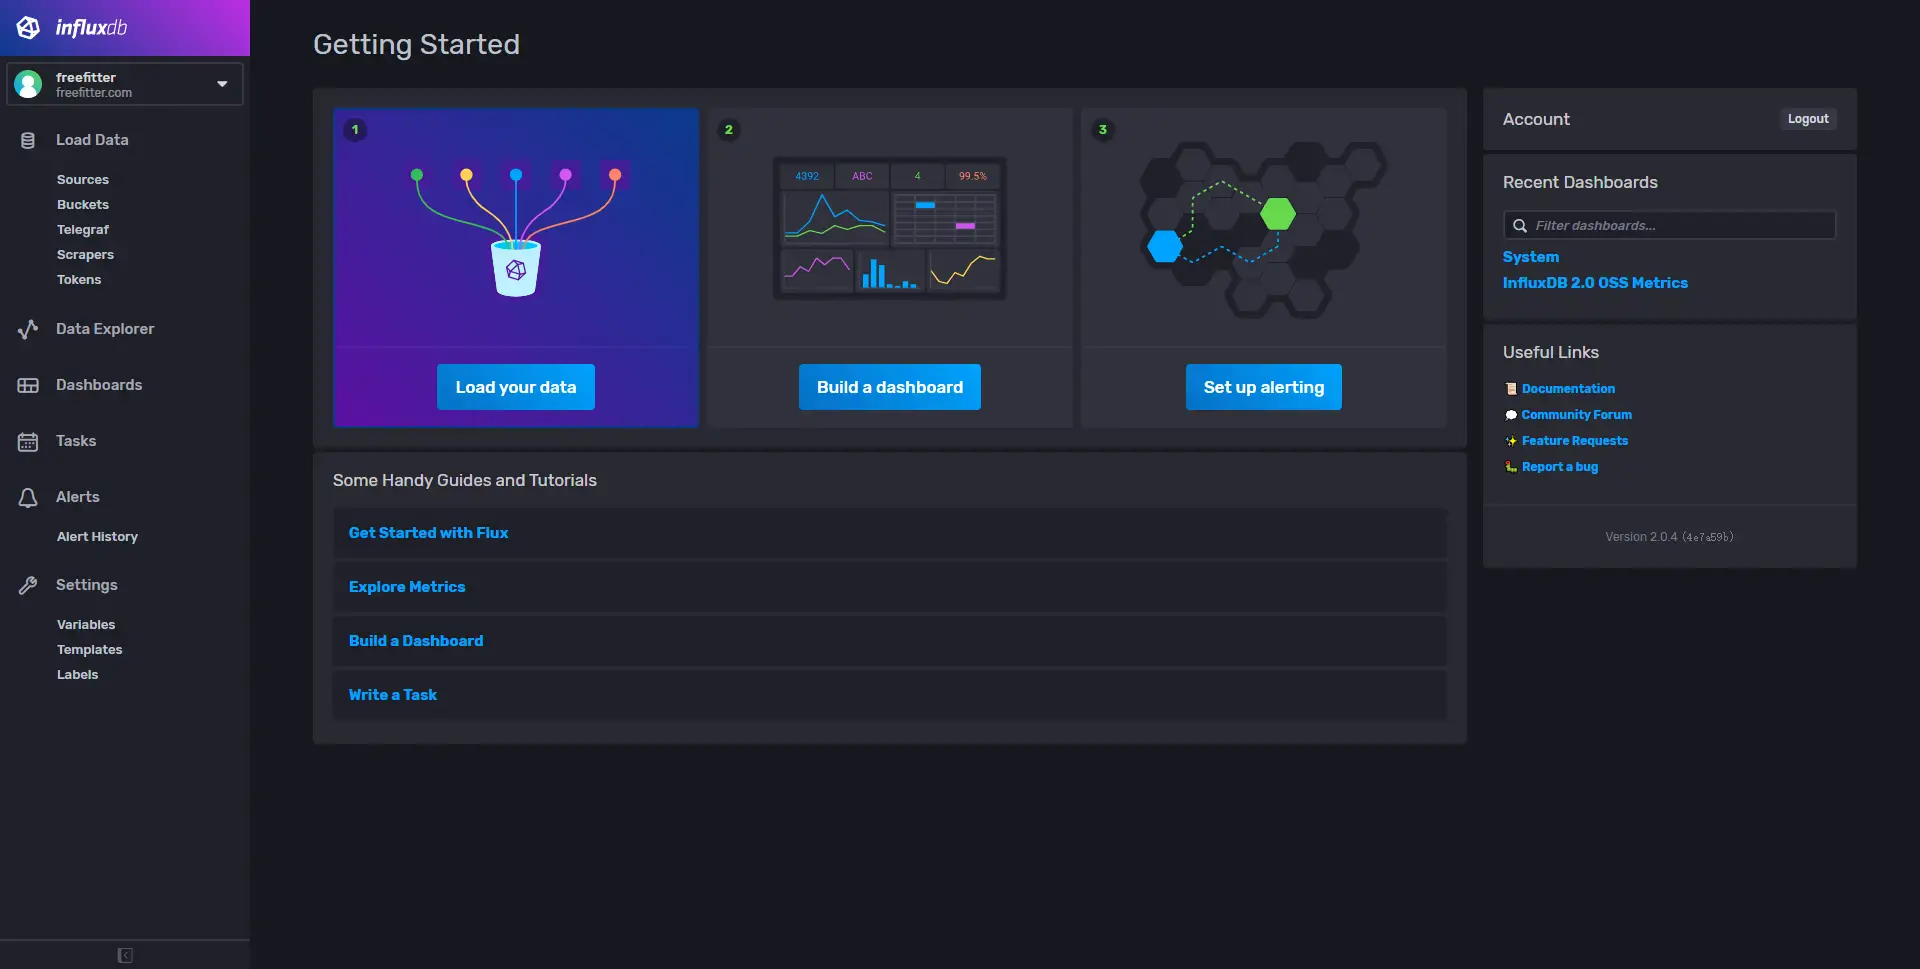 influxdb
freefitter
freefitter.com
Load Data
Sources
Buckets
Telegraf
Scrapers
Tokens
Data Explorer
Dashboards
Tasks
Alerts
Alert History
Settings
Variables
Templates
Labels
Getting Started
1
Load your data
2
4392 ABC 4 99.5%
Build a dashboard
3
Set up alerting
Some Handy Guides and Tutorials
Get Started with Flux
Explore Metrics
Build a Dashboard
Write a Task
Account
Logout
Recent Dashboards
Filter dashboards...
System
InfluxDB 2.0 OSS Metrics
Useful Links
Documentation
Community Forum
Feature Requests
Report a bug
Version 2.0.4 (4e7a59b)